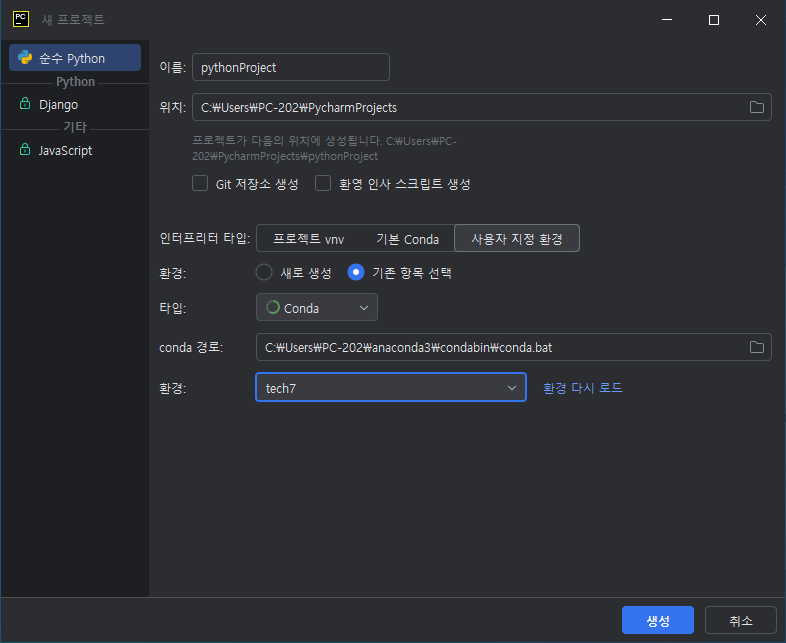 PC
새 프로젝트
순수 Python
Python
Django
기타
JavaScript
이름: pythonProject
위치: C:₩Users₩PC-202₩PycharmProjects
프로젝트가 다음의 위치에 생성됩니다. C:₩Users₩PC-
202₩PycharmProjects₩pythonProject
Git 저장소 생성 환영 인사 스크립트 생성
인터프리터 타입: 프로젝트 vnv 기본 Conda 사용자 지정 환경
환경: 새로 생성 기존 항목 선택
타입: Conda
conda 경로: C:₩Users₩PC-202₩anaconda3₩condabin₩conda.bat
환경: tech7 환경 다시 로드
생성 취소